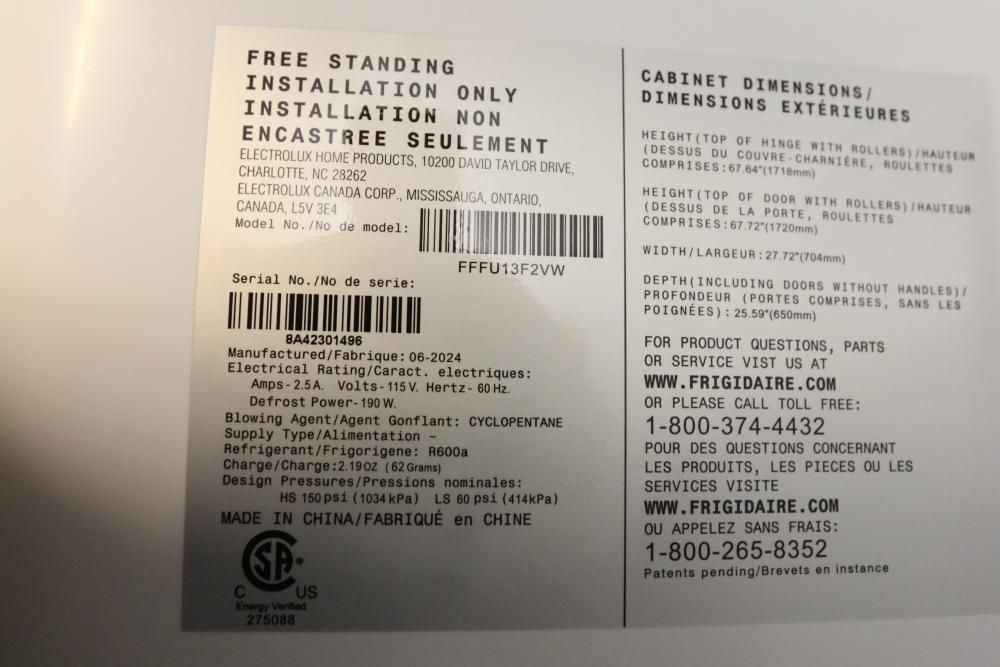 FREE STANDING
INSTALLATION ONLY
INSTALLATION NON
ENCASTREE SEULEMENT
ELECTROLUX HOME PRODUCTS, 10200 DAVID TAYLOR DRIVE,
CHARLOTTE, NC 28262
ELECTROLUX CANADA CORP., MISSISSAUGA, ONTARIO,
CANADA, L5V 3E4
Model No./No de model:
FFFU13F2VW
Serial No./No de serie:
8A42301496
Manufactured/Fabrique: 06-2024
Electrical Rating/Caract. electriques:
Amps - 2.5 A. Volts - 115 V. Hertz - 60 Hz.
Defrost Power - 190 W.
Blowing Agent/Agent Gonflant: CYCLOPENTANE
Supply Type/Alimentation ~
Refrigerant/Frigorigene: R600a
Charge/Charge:2.19OZ (62 Grams)
Design Pressures/Pressions nominales:
HS 150 psi (1034 kPa) LS 60 psi (414kPa)
MADE IN CHINA/FABRIQUÉ en CHINE
SA
C US
Energy Verified
275088
CABINET DIMENSIONS/
DIMENSIONS EXTÉRIEURES
HEIGHT(TOP OF HINGE WITH ROLLERS)/HAUTEUR
(DESSUS DU COUVRE-CHARNIÈRE, ROULETTES
COMPRISES:67.64"(1718mm)
HEIGHT(TOP OF DOOR WITH ROLLERS)/HAUTEUR
(DESSUS DE LA PORTE, ROULETTES
COMPRISES:67.72"(1720mm)
WIDTH/LARGEUR:27.72"(704mm)
DEPTH(INCLUDING DOORS WITHOUT HANDLES)/
PROFONDEUR (PORTES COMPRISES, SANS LES
POIGNÉES): 25.59"(650mm)
FOR PRODUCT QUESTIONS, PARTS
OR SERVICE VIST US AT
WWW.FRIGIDAIRE.COM
OR PLEASE CALL TOLL FREE:
1-800-374-4432
POUR DES QUESTIONS CONCERNANT
LES PRODUITS, LES PIECES OU LES
SERVICES VISITE
WWW.FRIGIDAIRE.COM
OU APPELEZ SANS FRAIS:
1-800-265-8352
Patents pending/Brevets en instance